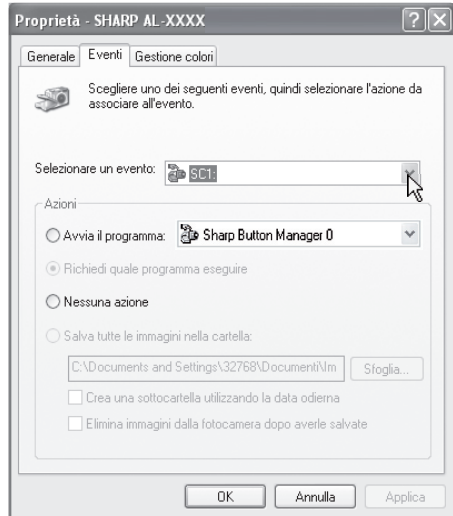 Proprietà - SHARP AL-XXXX
Generale
Eventi
Gestione colori
Scegliere uno dei seguenti eventi, quindi selezionare l'azione da
associare all'evento.
Selezionare un evento:
SC1:
Azioni
Avvia il programma:
Sharp Button Manager 0
Richiedi quale programma eseguire
Nessuna azione
Salva tutte le immagini nella cartella:
C:\Documents and Settings\32768\Documenti\Im
Sfoglia...
Crea una sottocartella utilizzando la data odierna
Elimina immagini dalla fotocamera dopo averle salvate
OK
Annulla
Applica